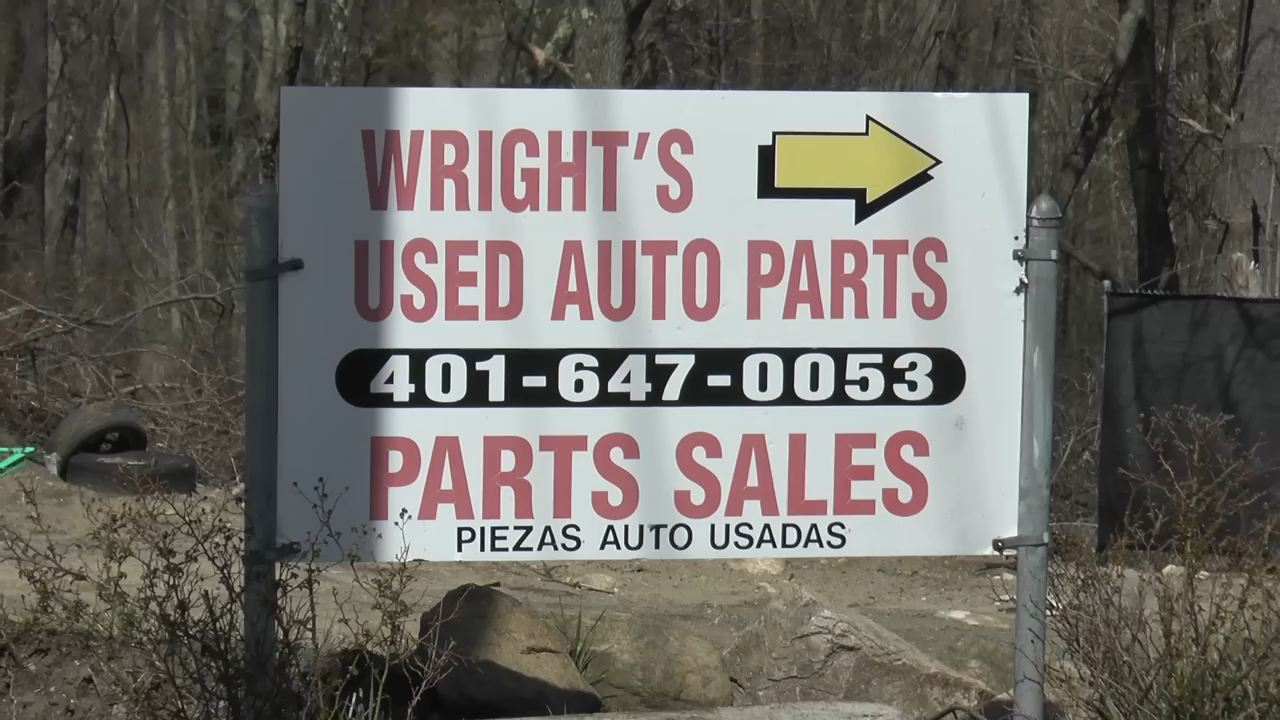 WRIGHT'S
USED AUTO PARTS
401-647-0053
PARTS SALES
PIEZAS AUTO USADAS